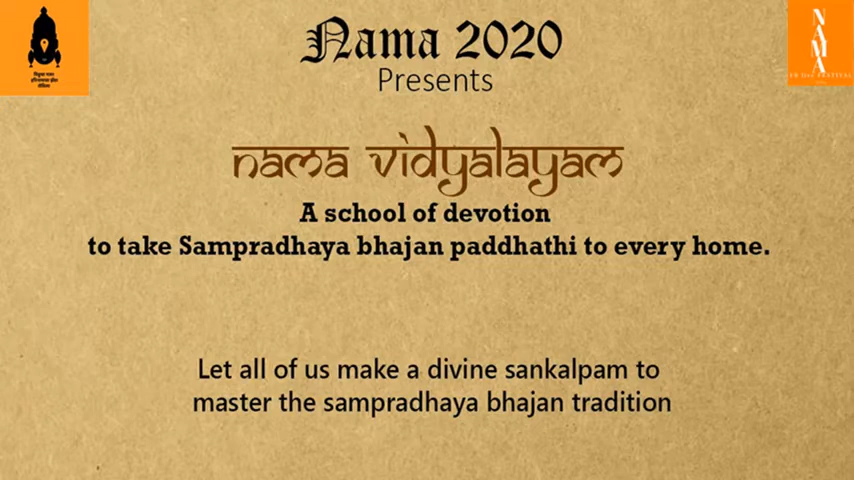 Nama 2020
Presents
NAMA
nama vidyalayam
A school of devotion
to take Sampradhaya bhajan paddhathi to every home.
Let all of us make a divine sankalpam to
master the sampradhaya bhajan tradition